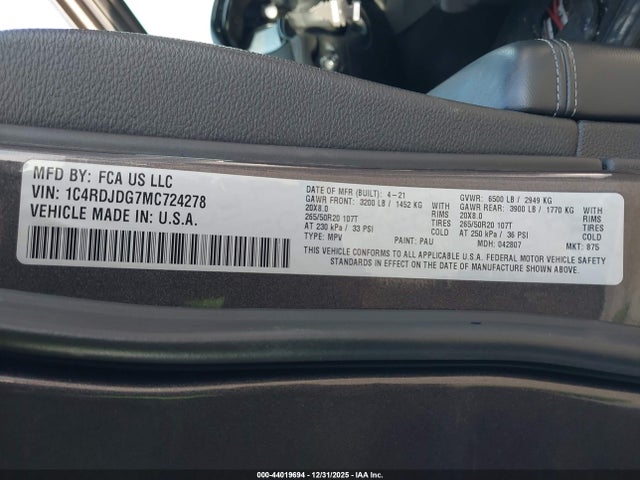 MFD BY: FCA US LLC
VIN: 1C4RDJDG7MC724278
VEHICLE MADE IN: U.S.A.
DATE OF MFR (BUILT): 4-21
GAWR FRONT: 3200 LB / 1452 KG
20X8.0 RIMS
265/50R20 107T TIRES
AT 230 kPa / 33 PSI COLD
TYPE: MPV
PAINT: PAU
GVWR: 6500 LB / 2949 KG
GAWR REAR: 3900 LB / 1770 KG WITH
20X8.0 RIMS
265/50R20 107T TIRES
AT 250 kPa / 36 PSI COLD
MDH: 042807
MKT: 875
THIS VEHICLE CONFORMS TO ALL APPLICABLE U.S.A. FEDERAL MOTOR VEHICLE SAFETY
STANDARDS IN EFFECT ON THE DATE OF MANUFACTURE SHOWN ABOVE.
000-44019694 - 12/31/2025 - IAA Inc.